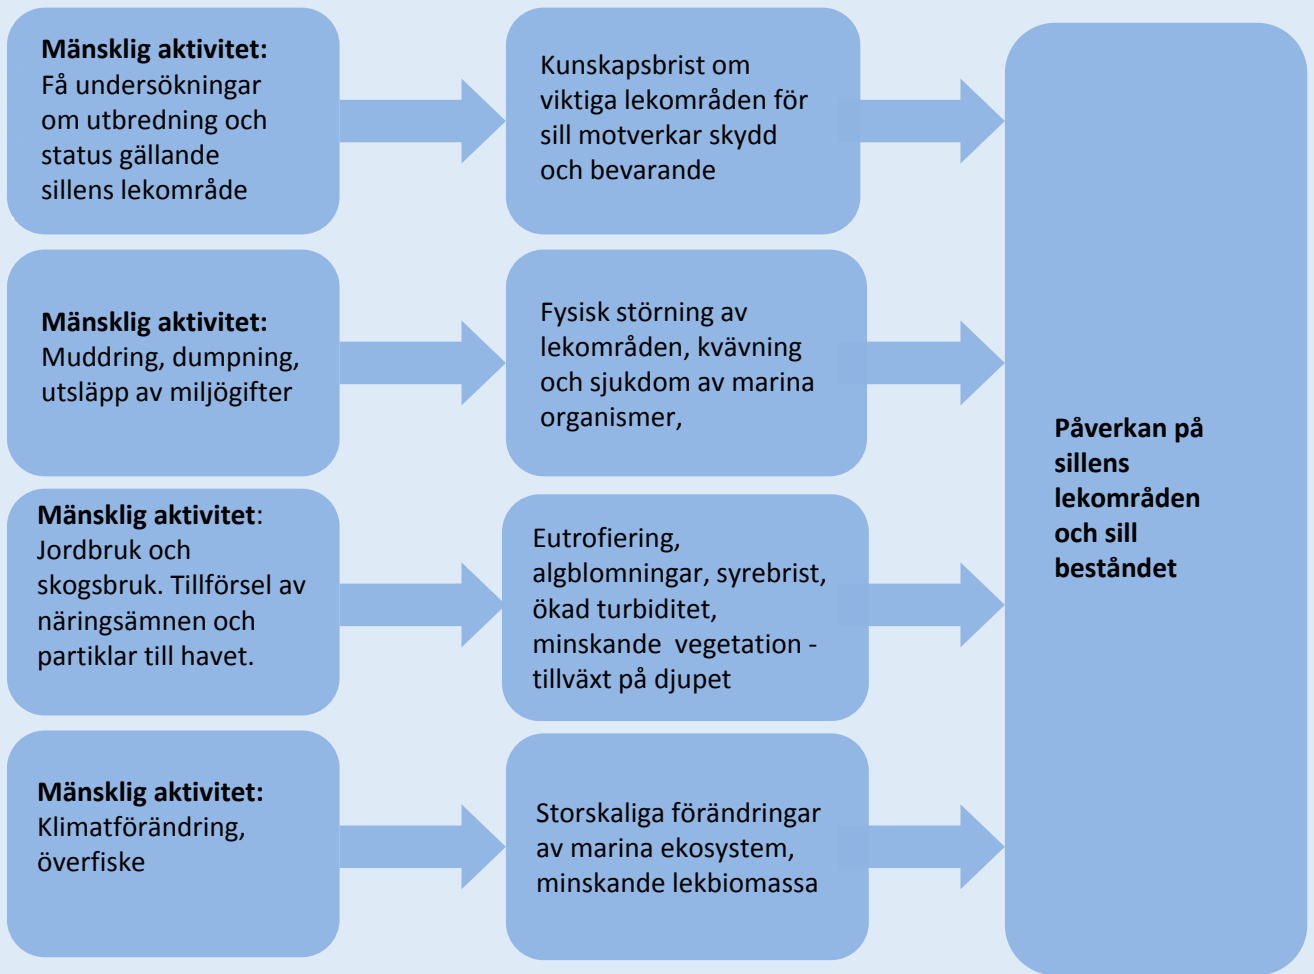 Mänsklig aktivitet:
Få undersökningar
om utbredning och
status gällande
sillens lekområde
Kunskapsbrist om
viktiga lekområden för
sill motverkar skydd
och bevarande
Mänsklig aktivitet:
Muddring, dumpning,
utsläpp av miljögifter
Fysisk störning av
lekområden, kvävning
och sjukdom av marina
organismer,
Mänsklig aktivitet:
Jordbruk och
skogsbruk. Tillförsel av
näringsämnen och
partiklar till havet.
Eutrofiering,
algblomningar, syrebrist,
ökad turbiditet,
minskande  vegetation -
tillväxt på djupet
Mänsklig aktivitet:
Klimatförändring,
överfiske
Storskaliga förändringar
av marina ekosystem,
minskande lekbiomassa
Påverkan på
sillens
lekområden
och sill
beståndet